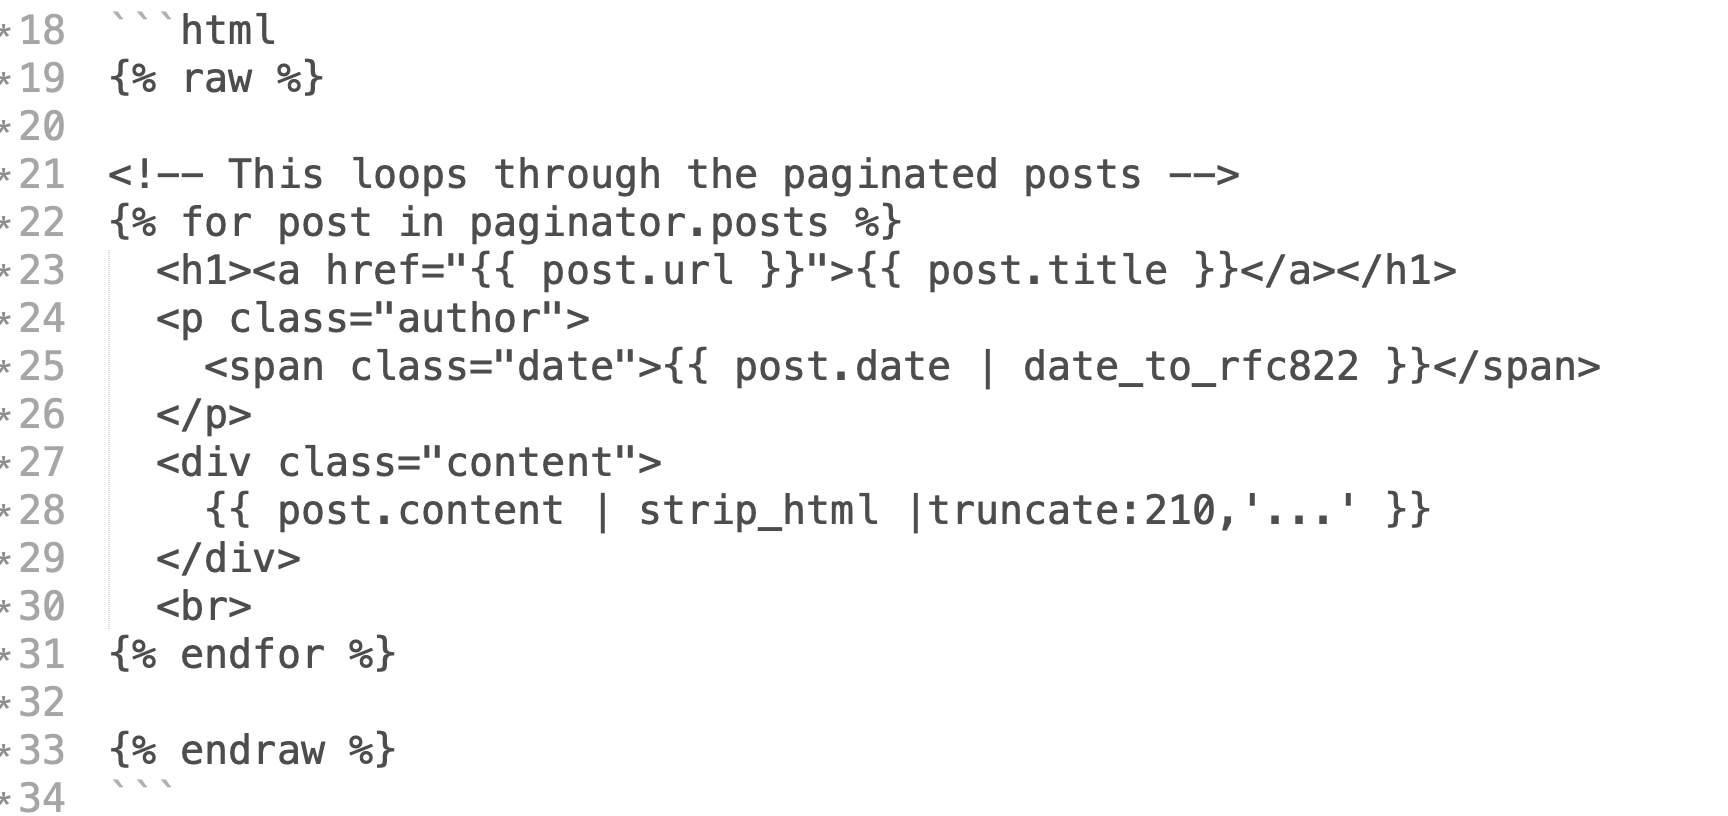 *18 ```html
*19 {% raw %}
*20
*21 <!-- This loops through the paginated posts -->
*22 {% for post in paginator.posts %}
*23   <h1><a href="{{ post.url }}">{{ post.title }}</a></h1>
*24   <p class="author">
*25     <span class="date">{{ post.date | date_to_rfc822 }}</span>
*26   </p>
*27   <div class="content">
*28     {{ post.content | strip_html |truncate:210,'...' }}
*29   </div>
*30   <br>
*31 {% endfor %}
*32
*33 {% endraw %}
*34 ```